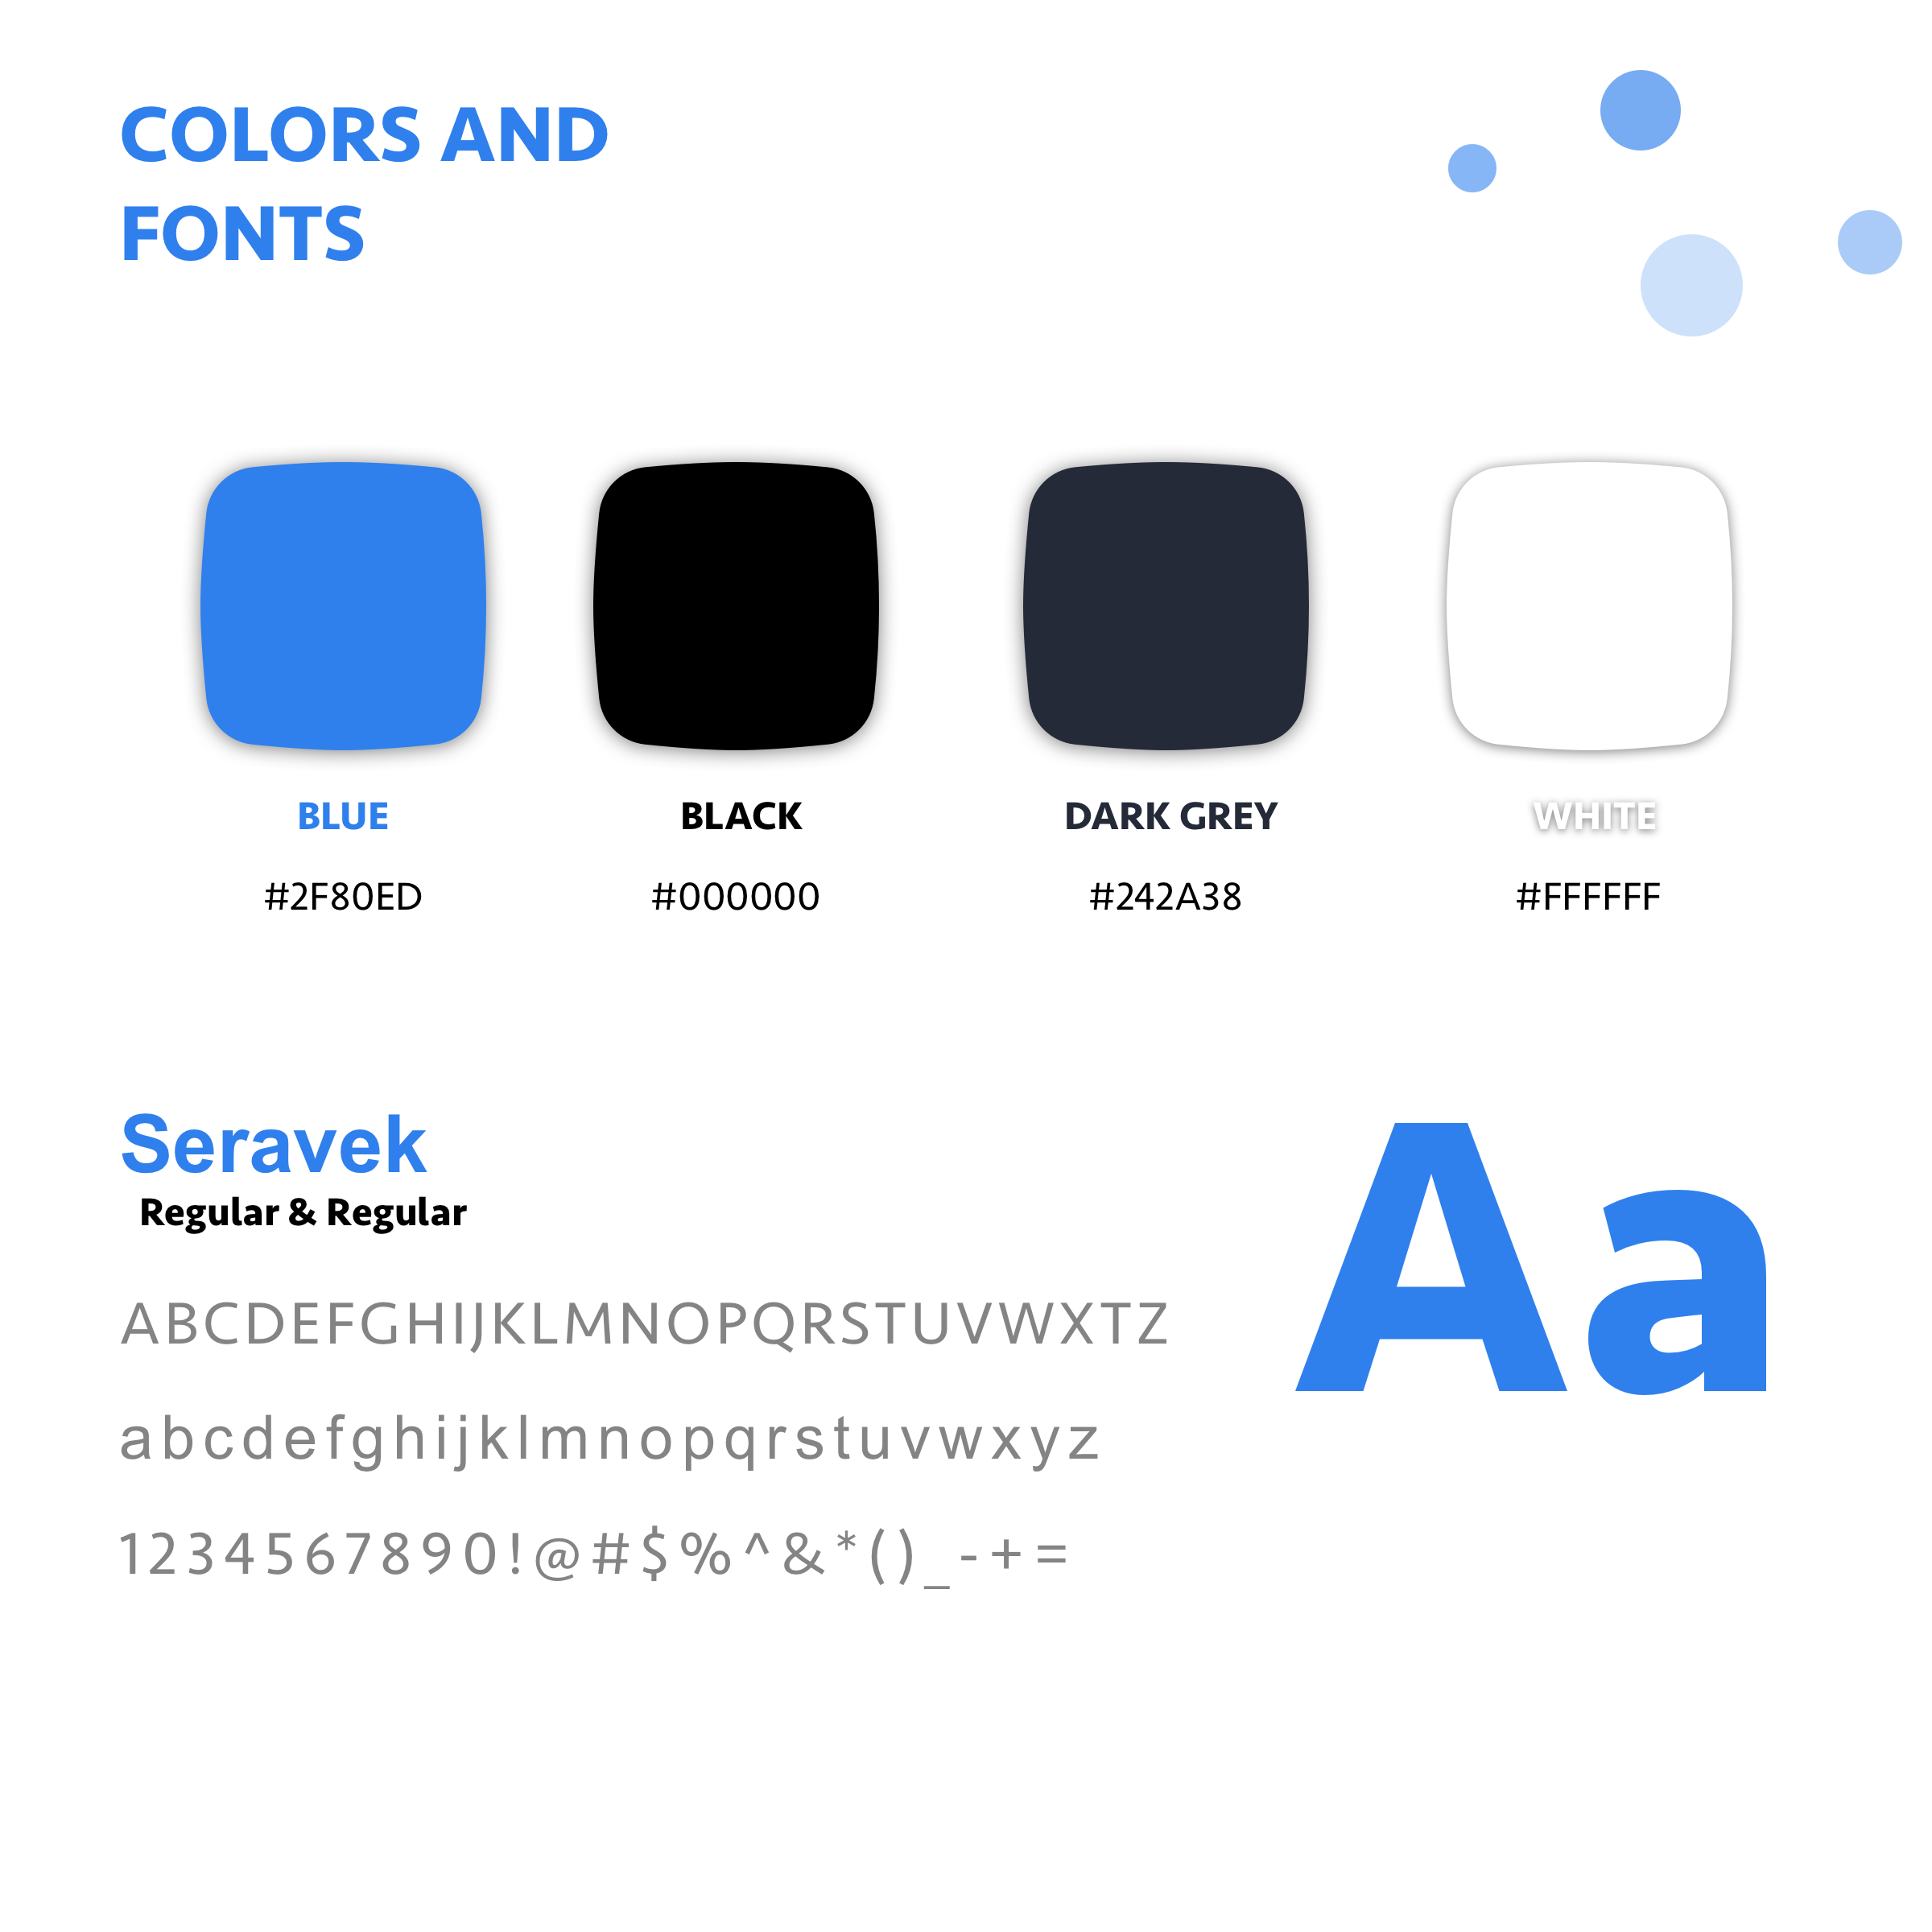 COLORS AND
FONTS
BLUE BLACK DARK GREY WHITE
#2F80ED #000000 #242A38 #FFFFFF
Seravek
Regular & Regular
Aa
ABCDEFGHIJKLMNOPQRSTUVWXTZ
abcdefghijklmnopqrstuvwxyz
1234567890!@#$%^&*()_-+=